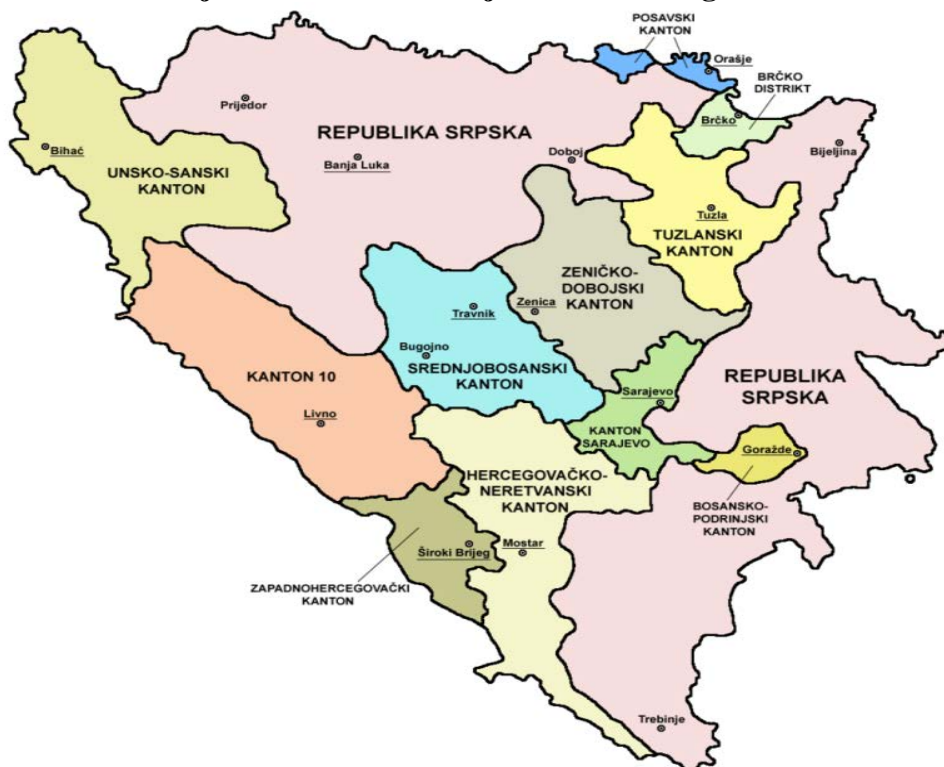 POSAVSKI
KANTON
Orašje
BRČKO
DISTRIKT
Prijedor
Brčko
REPUBLIKA SRPSKA
Bihać
Doboj
Bijeljina
Banja Luka
UNSKO-SANSKI
KANTON
Tuzla
TUZLANSKI
KANTON
ZENIČKO-
DOBOJSKI
KANTON
Zenica
Travnik
Bugojno
SREDNJOBOSANSKI
KANTON
KANTON 10
REPUBLIKA
SRPSKA
Sarajevo
Livno
KANTON
SARAJEVO
Goražde
HERCEGOVAČKO-
NERETVANSKI
KANTON
BOSANSKO-
PODRINJSKI
KANTON
Široki Brijeg
Mostar
ZAPADNOHERCEGOVAČKI
KANTON
Trebinje